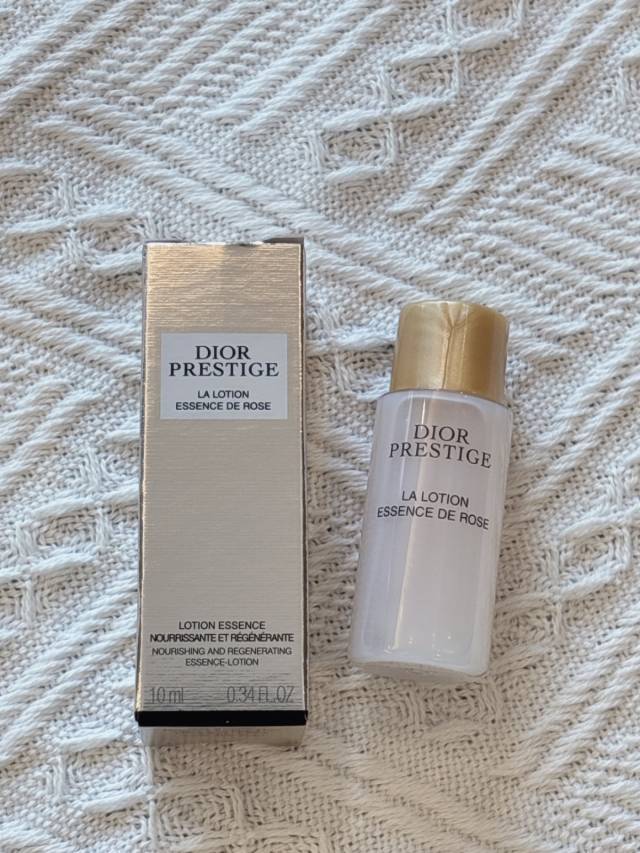 DIOR
PRESTIGE
LA LOTION
ESSENCE DE ROSE
LOTION ESSENCE
NOURRISSANTE ET RÉGÉNÉRANTE
NOURISHING AND REGENERATING
ESSENCE-LOTION
10 ml 0.34 FL.OZ
DIOR
PRESTIGE
LA LOTION
ESSENCE DE ROSE